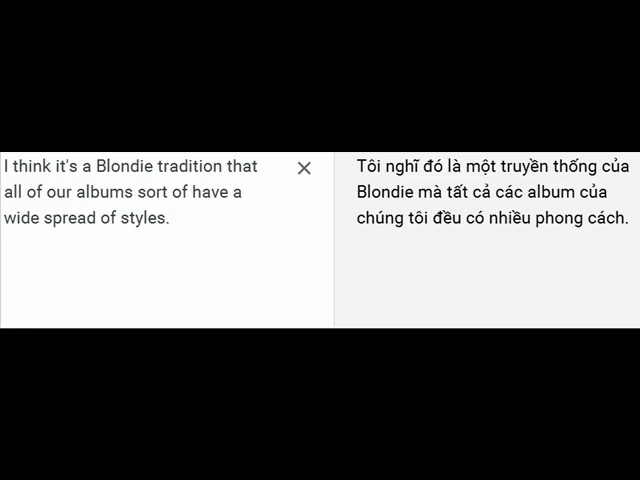 I think it's a Blondie tradition that
all of our albums sort of have a
wide spread of styles.
Tôi nghĩ đó là một truyền thống của
Blondie mà tất cả các album của
chúng tôi đều có nhiều phong cách.